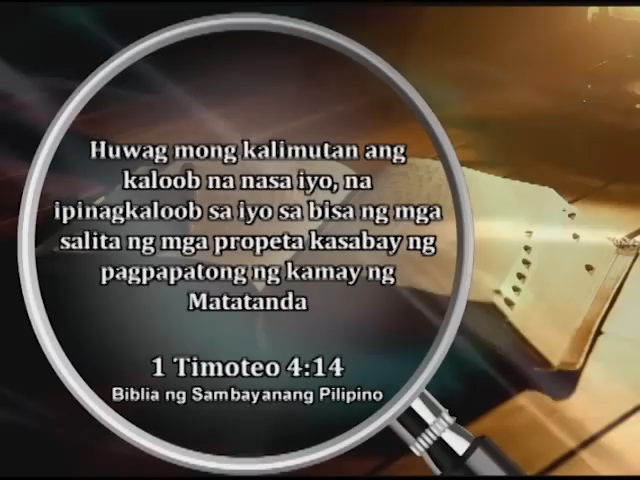 Huwag mong kalimutan ang
kaloob na nasa iyo, na
ipinagkaloob sa iyo sa bisa ng mga
salita ng mga propeta kasabay ng
pagpapatong ng kamay ng
Matatanda
1 Timoteo 4:14
Biblia ng Sambayanang Pilipino